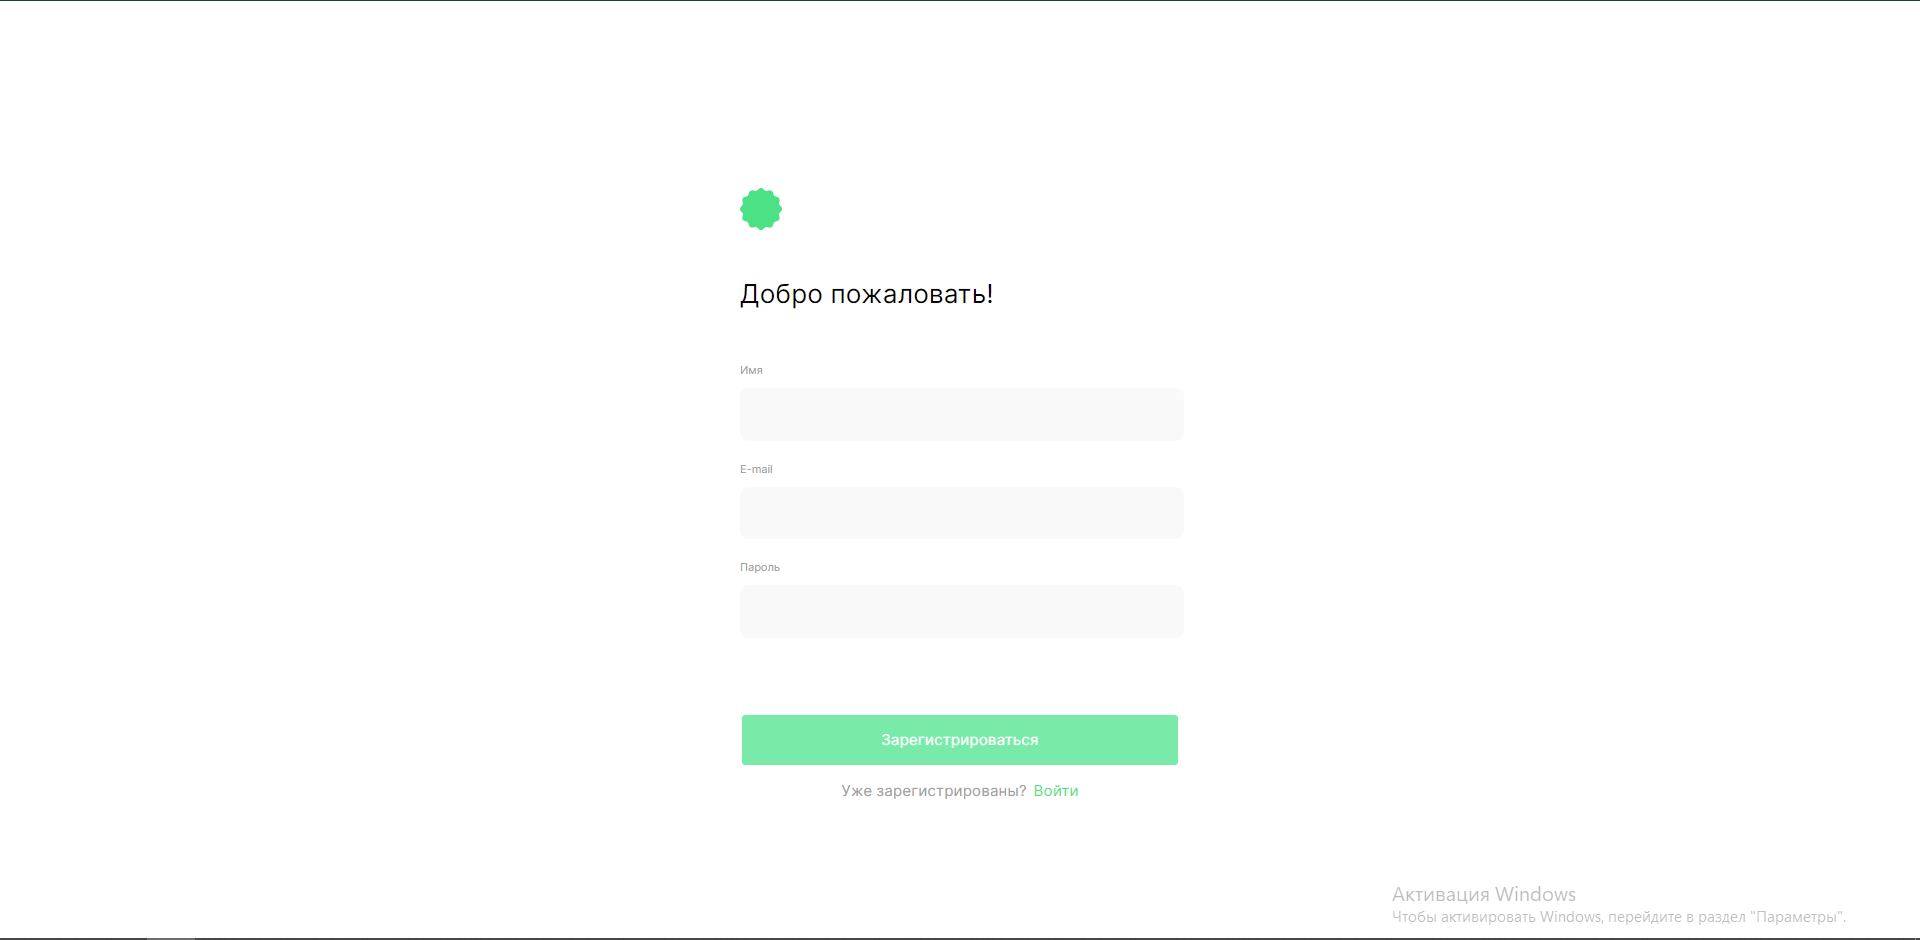 Добро пожаловать!
Имя
E-mail
Пароль
Зарегистрироваться
Уже зарегистрированы? Войти
Активация Windows
Чтобы активировать Windows, перейдите в раздел "Параметры".